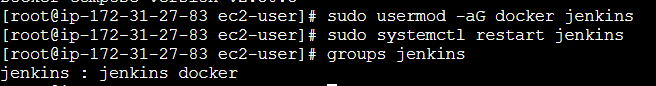 [root@ip-172-31-27-83 ec2-user]# sudo usermod -aG docker jenkins
[root@ip-172-31-27-83 ec2-user]# sudo systemctl restart jenkins
[root@ip-172-31-27-83 ec2-user]# groups jenkins
jenkins : jenkins docker